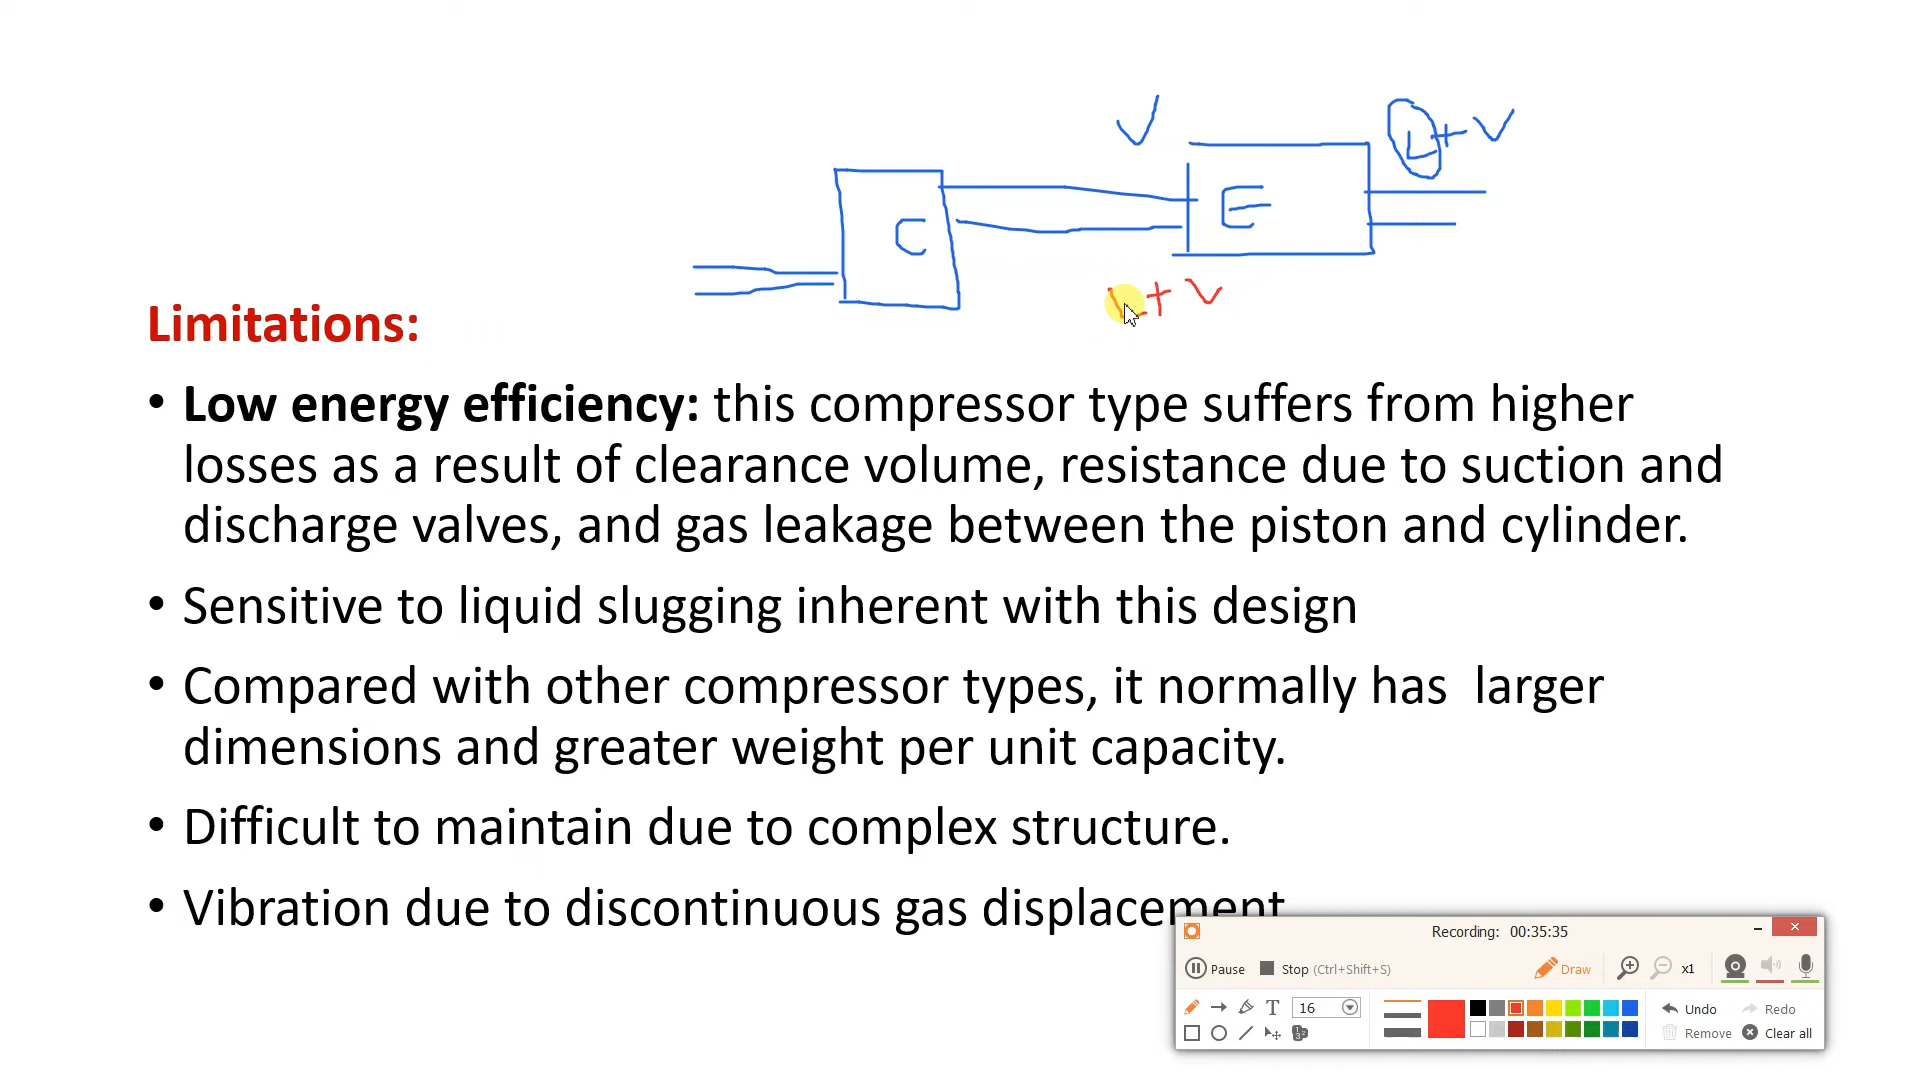 V
L+V
C
E
L+V
Limitations:
• Low energy efficiency: this compressor type suffers from higher
losses as a result of clearance volume, resistance due to suction and
discharge valves, and gas leakage between the piston and cylinder.
• Sensitive to liquid slugging inherent with this design
• Compared with other compressor types, it normally has larger
dimensions and greater weight per unit capacity.
• Difficult to maintain due to complex structure.
• Vibration due to discontinuous gas displacement
Recording: 00:35:35
Pause Stop (Ctrl+Shift+S) Draw x1
T 16 Undo Redo
Remove Clear all